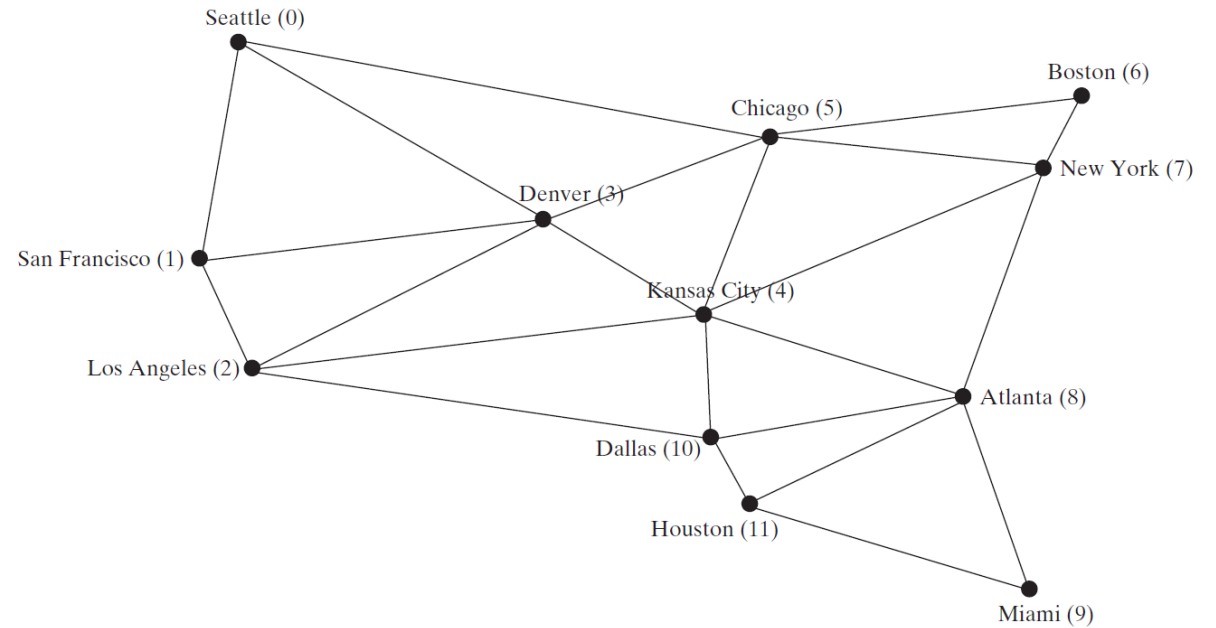 Seattle (0)
Boston (6)
Chicago (5)
New York (7)
Denver (3)
San Francisco (1)
Kansas City (4)
Los Angeles (2)
Atlanta (8)
Dallas (10)
Houston (11)
Miami (9)